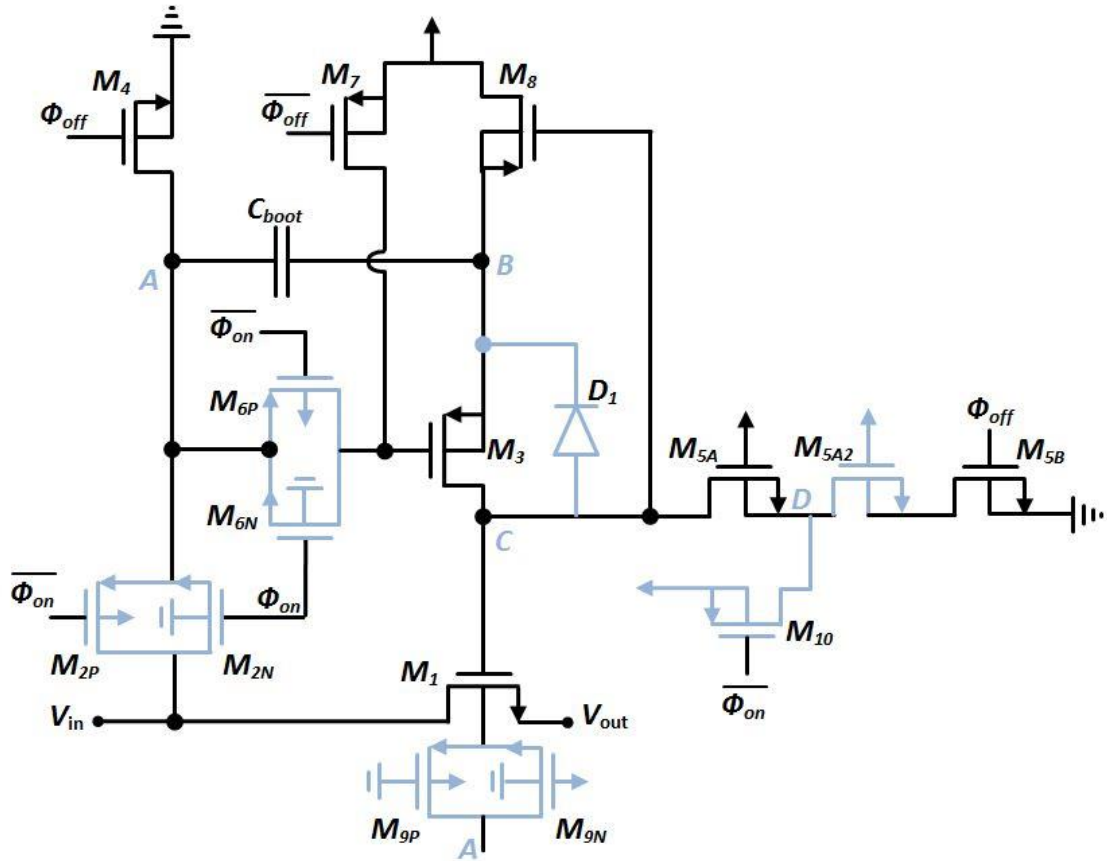 M4
M7
M8
Φoff
Φoff
Cboot
A
B
Φon
D1
M6P
Φoff
M3
M5A
M5A2
M5B
M6N
D
C
Φon
Φon
M10
M2P
M2N
M1
Φon
Vin
Vout
M9P
M9N
A